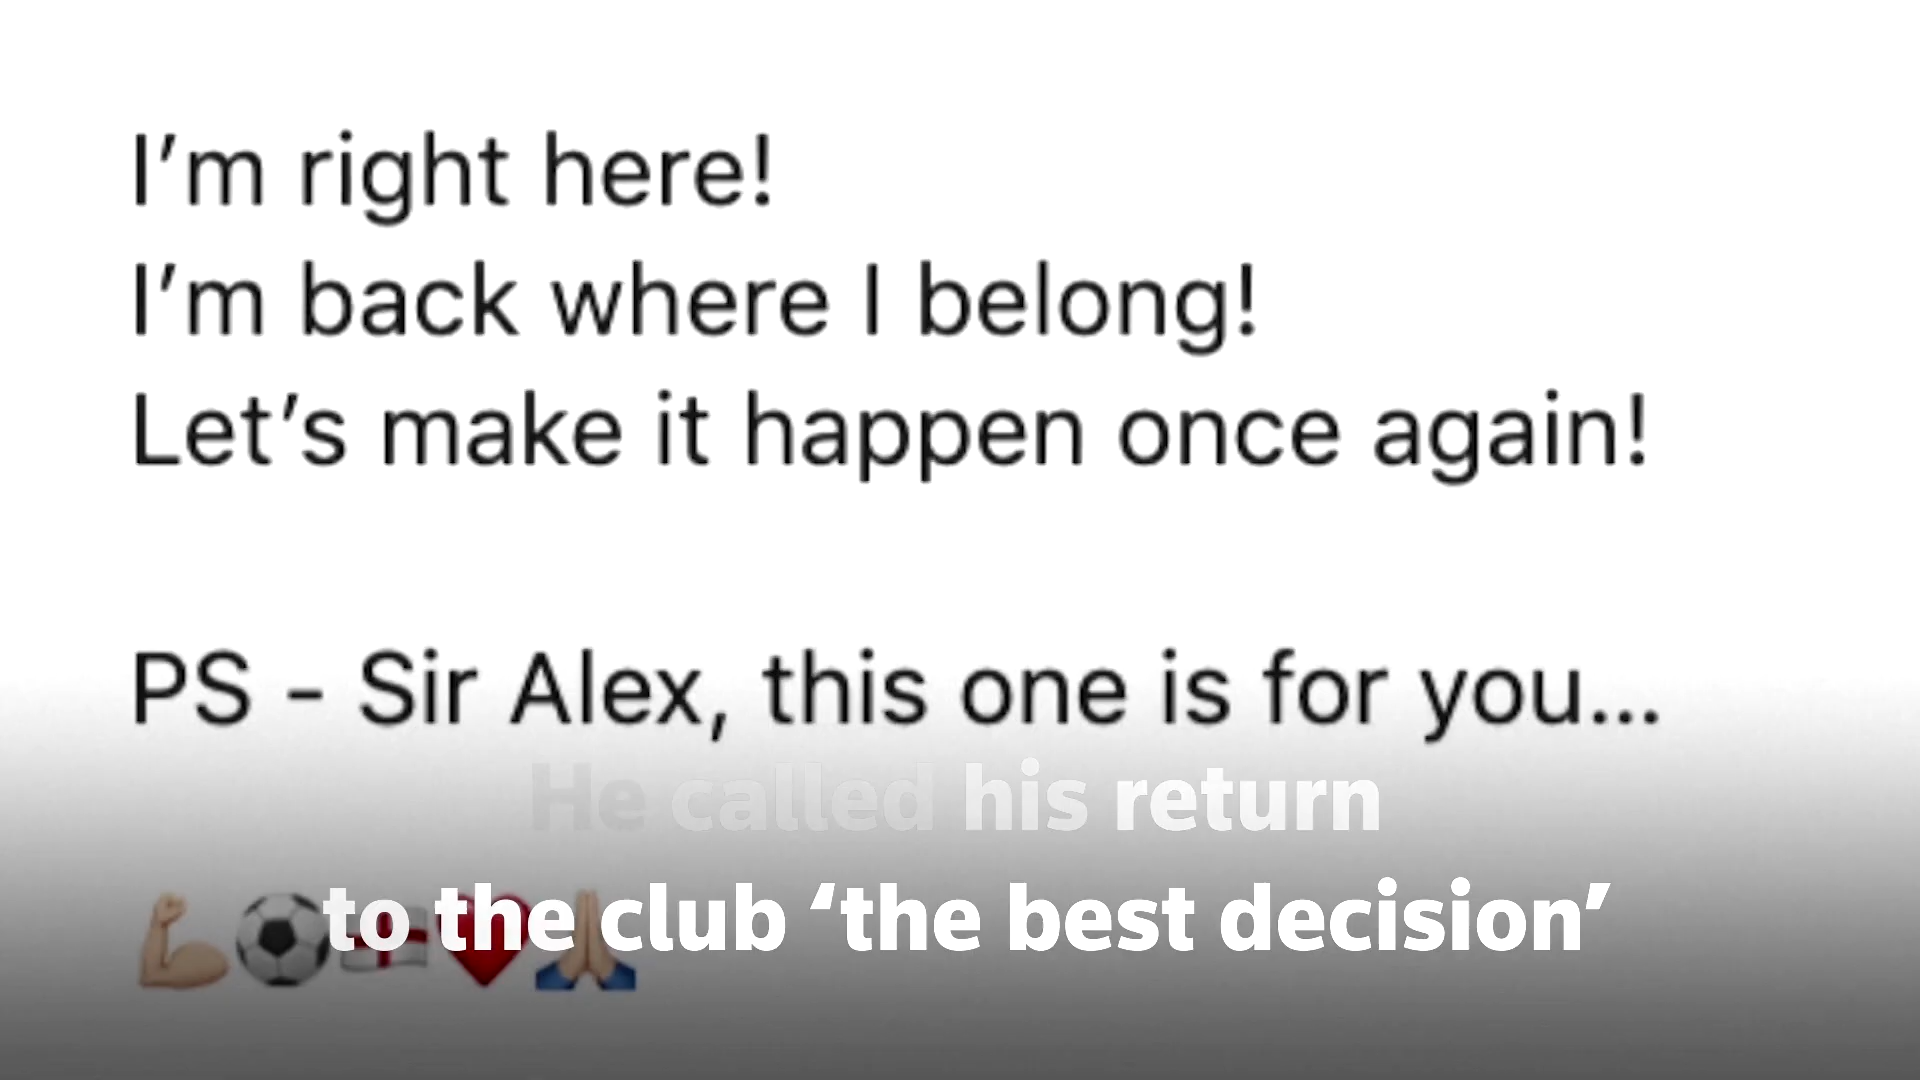 I’m right here!
I’m back where I belong!
Let’s make it happen once again!
PS - Sir Alex, this one is for you…
He called his return
to the club ‘the best decision’